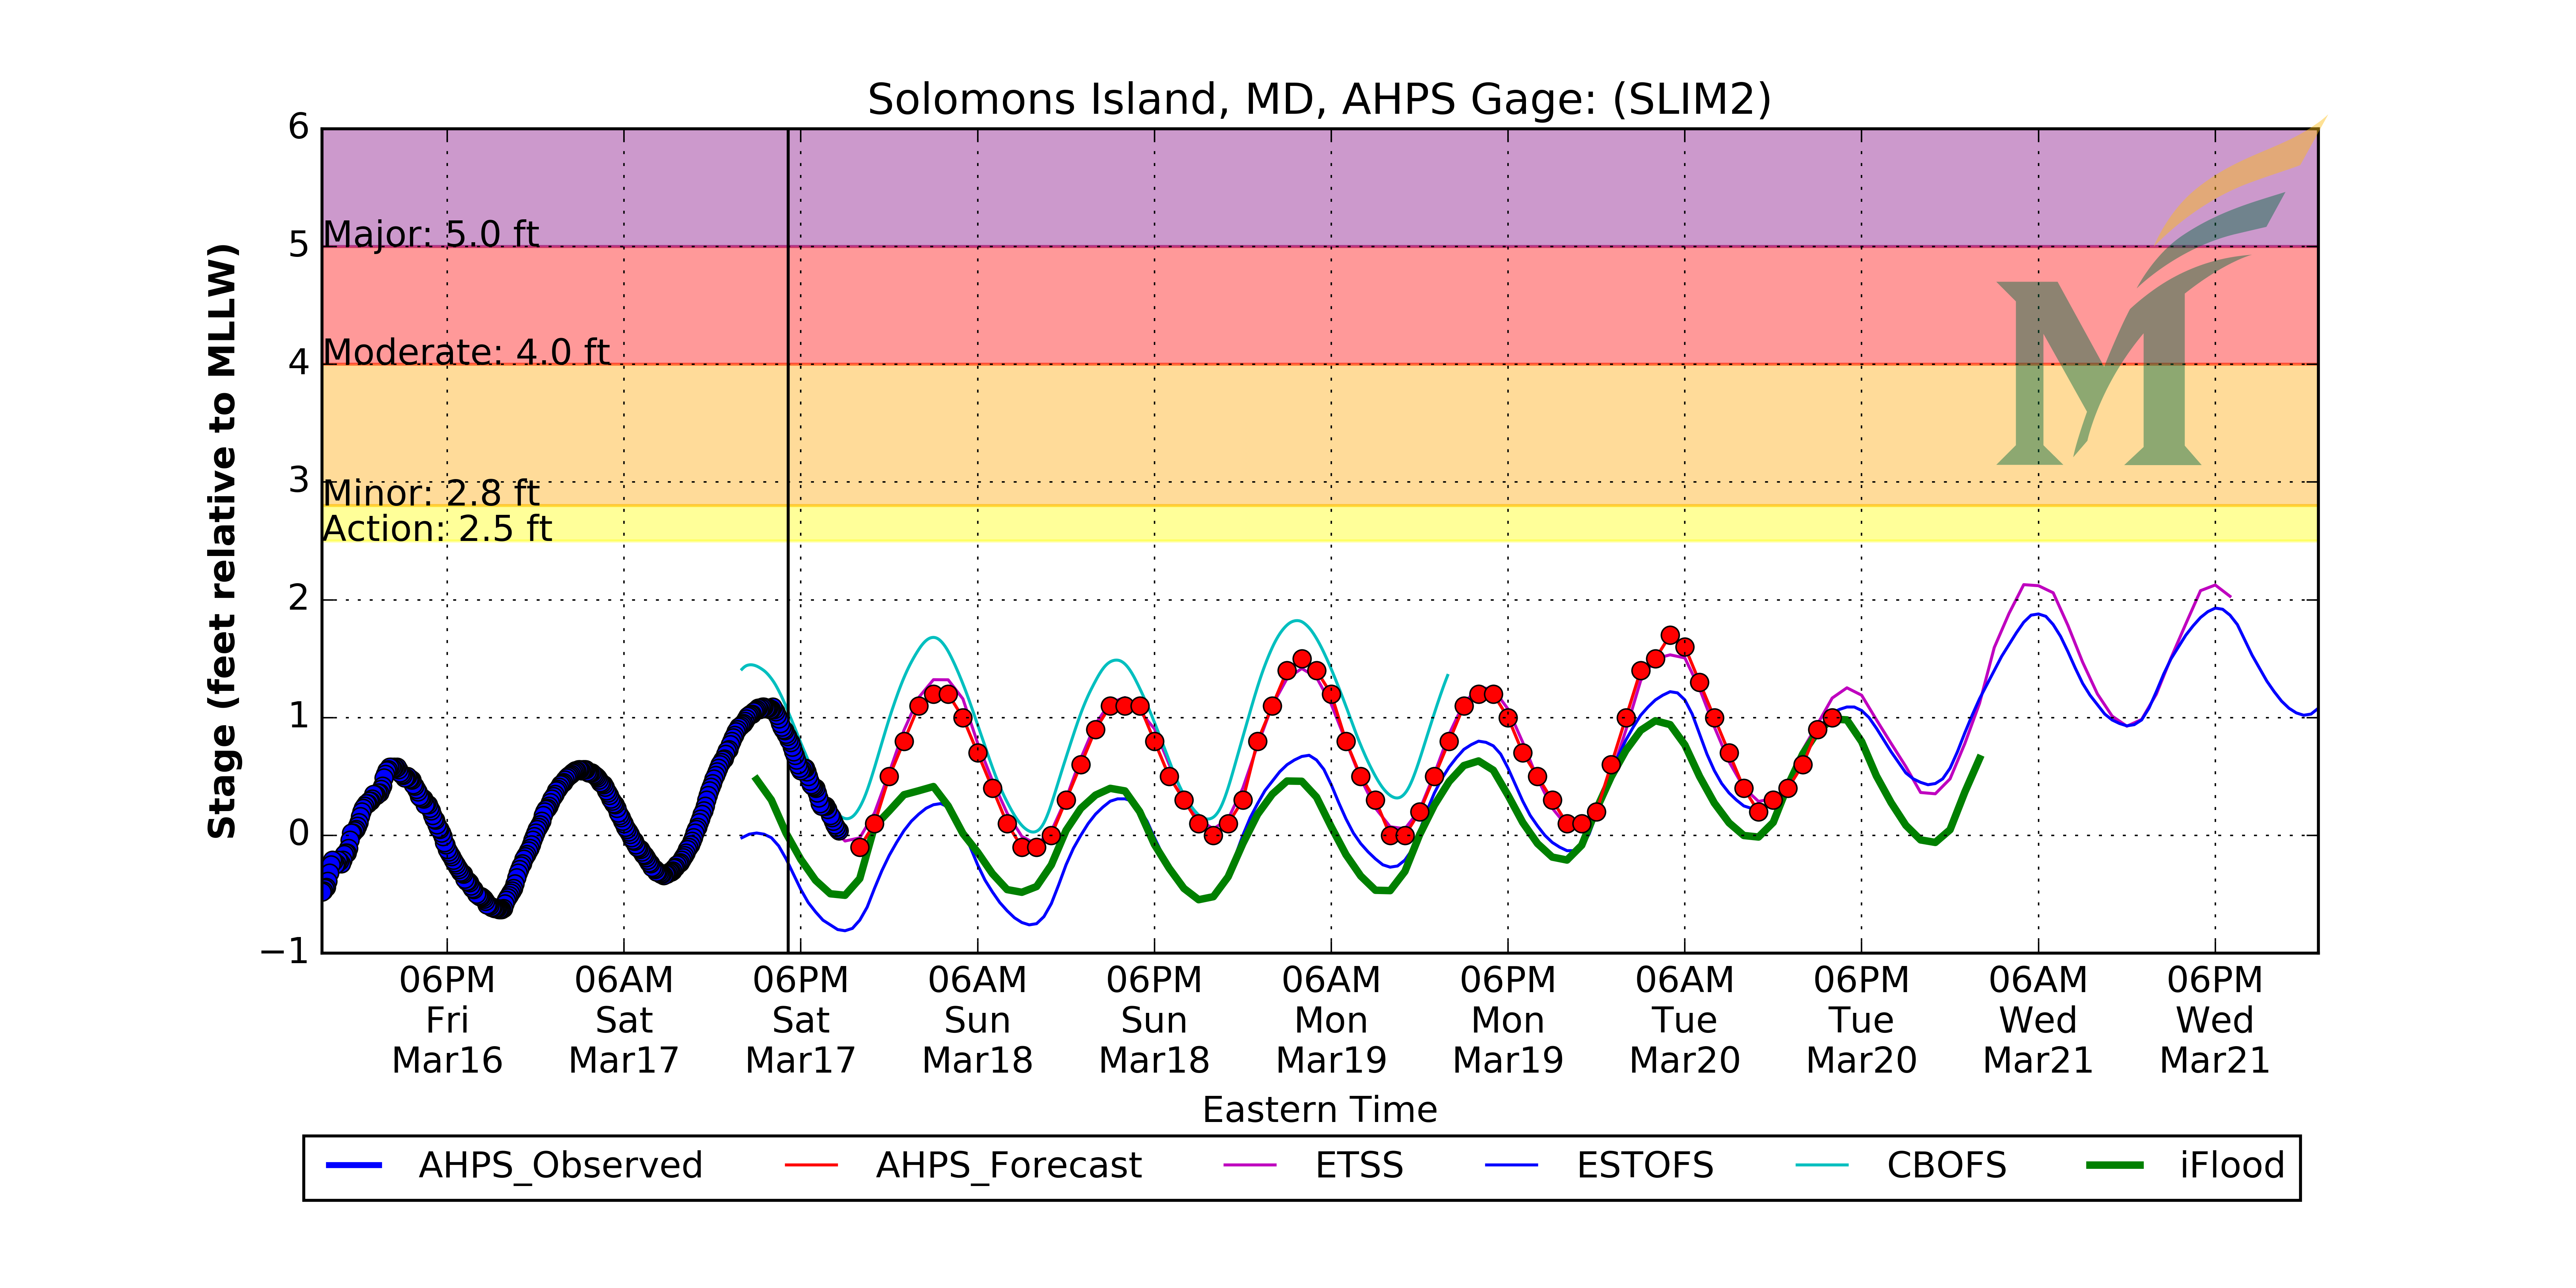 Solomons Island, MD, AHPS Gage: (SLIM2)
6
5
4
3
2
1
0
−1
Stage (feet relative to MLLW)
Major: 5.0 ft
Moderate: 4.0 ft
Minor: 2.8 ft
Action: 2.5 ft
M
06PM 06AM 06PM 06AM 06PM 06AM 06PM 06AM 06PM 06AM 06PM
Fri Sat Sat Sun Sun Mon Mon Tue Tue Wed Wed
Mar16 Mar17 Mar17 Mar18 Mar18 Mar19 Mar19 Mar20 Mar20 Mar21 Mar21
Eastern Time
AHPS_Observed AHPS_Forecast ETSS ESTOFS CBOFS iFlood